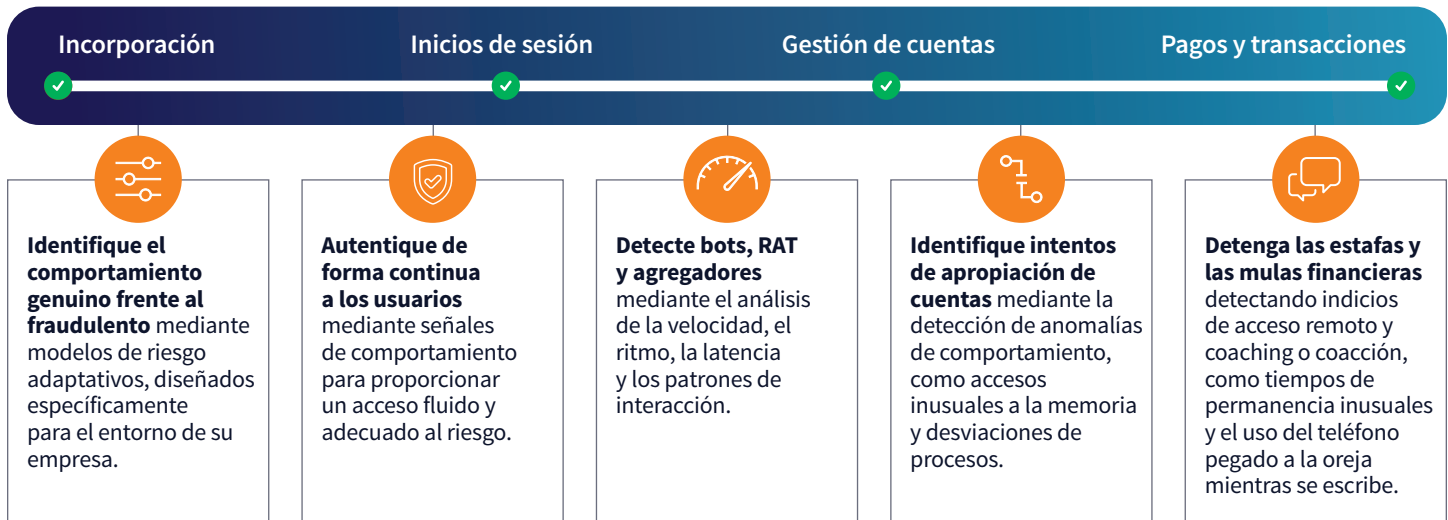 Incorporación
Inicios de sesión
Gestión de cuentas
Pagos y transacciones
Identifique el
comportamiento
genuino frente al
fraudulento mediante
modelos de riesgo
adaptativos, diseñados
específicamente
para el entorno de su
empresa.
Autentique de
forma continua
a los usuarios
mediante señales
de comportamiento
para proporcionar
un acceso fluido y
adecuado al riesgo.
Detecte bots, RAT
y agregadores
mediante el análisis
de la velocidad, el
ritmo, la latencia
y los patrones de
interacción.
Identifique intentos
de apropiación de
cuentas mediante la
detección de anomalías
de comportamiento,
como accesos
inusuales a la memoria
y desviaciones de
procesos.
Detenga las estafas y
las mulas financieras
detectando indicios
de acceso remoto y
coaching o coacción,
como tiempos de
permanencia inusuales
y el uso del teléfono
pegado a la oreja
mientras se escribe.